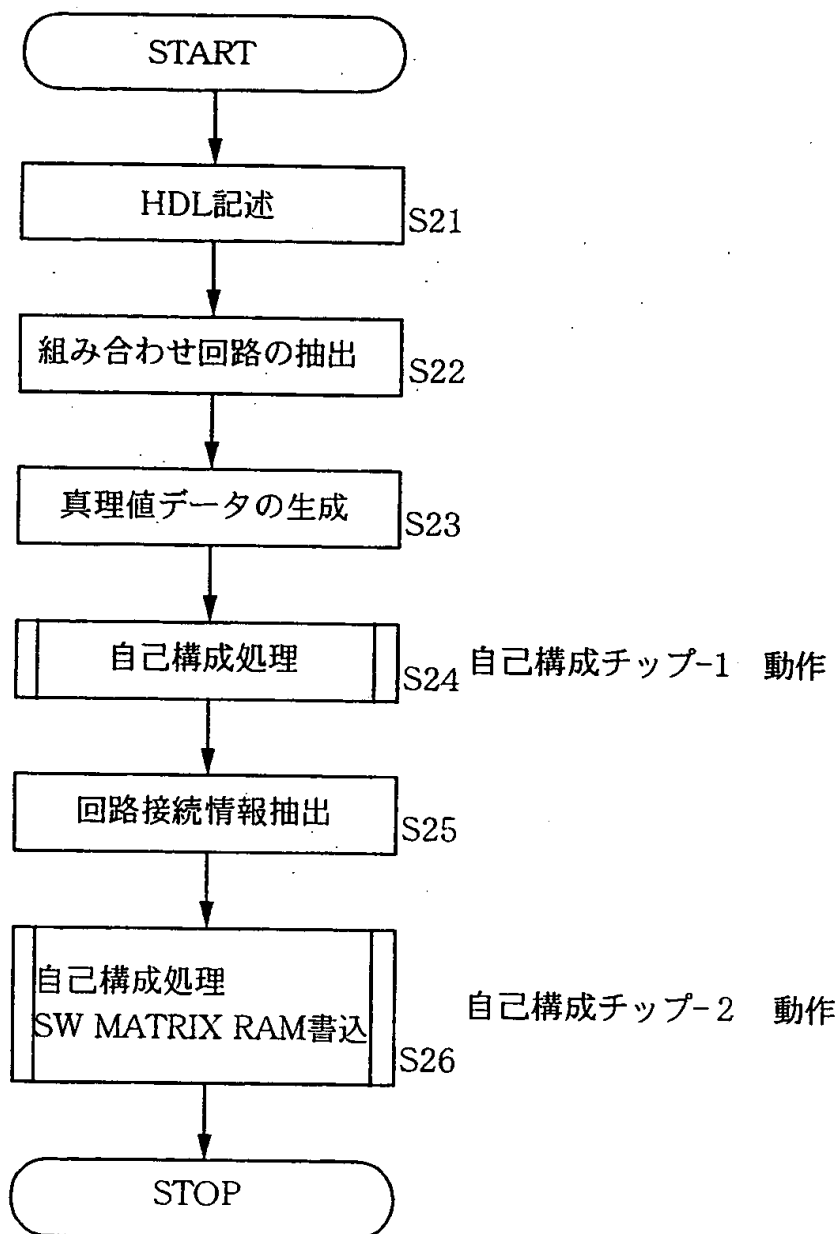 START
HDL記述
S21
組み合わせ回路の抽出
S22
真理値データの生成
S23
自己構成処理
S24
自己構成チップ-1 動作
回路接続情報抽出
S25
自己構成処理
SW MATRIX RAM書込
S26
自己構成チップ-2 動作
STOP